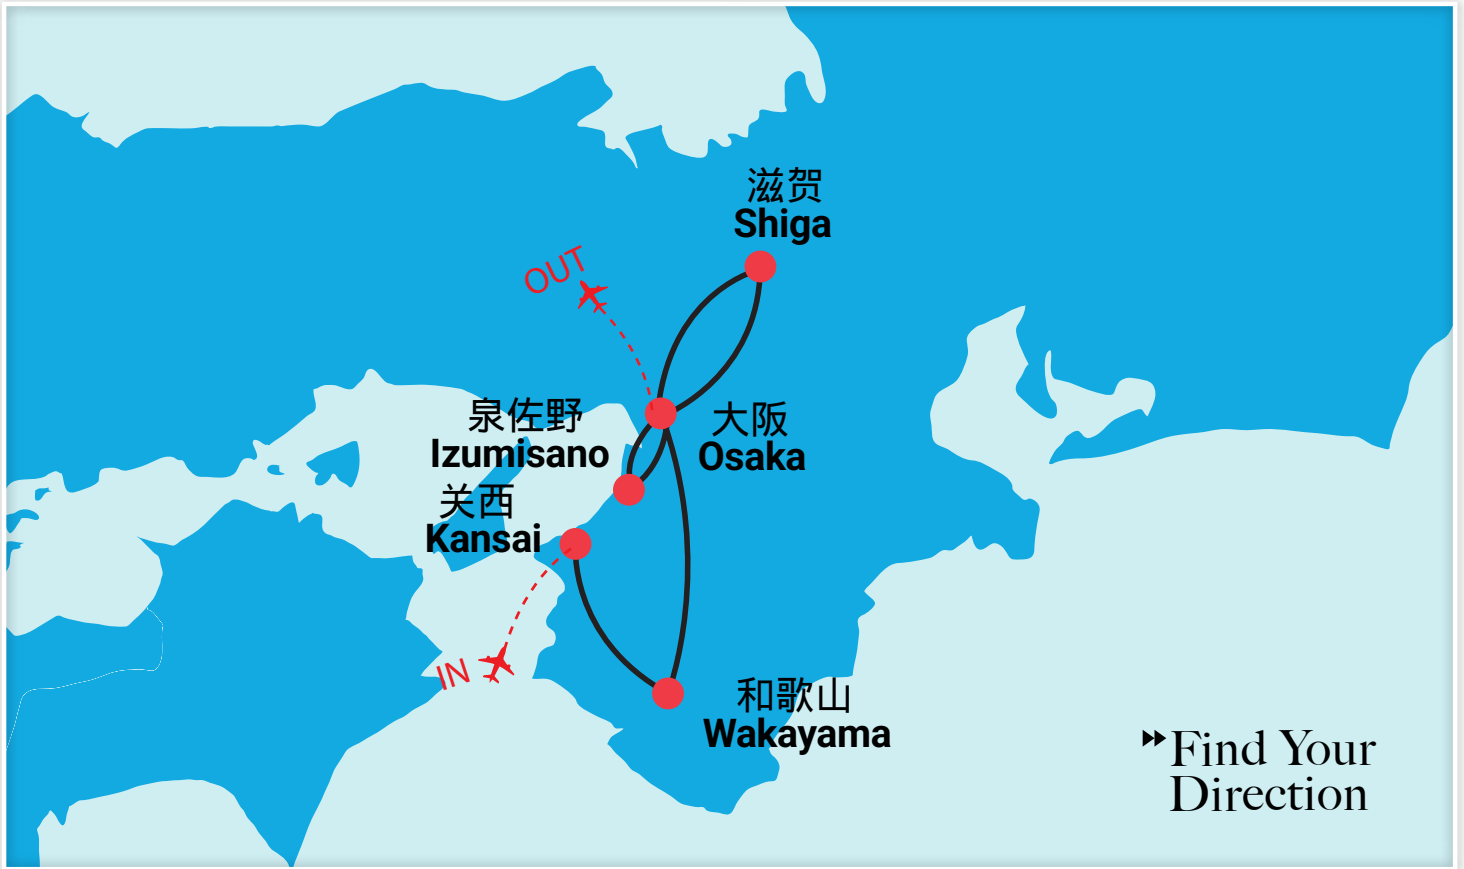 滋贺
Shiga
OUT
泉佐野
Izumisano
大阪
Osaka
关西
Kansai
IN
和歌山
Wakayama
Find Your
Direction